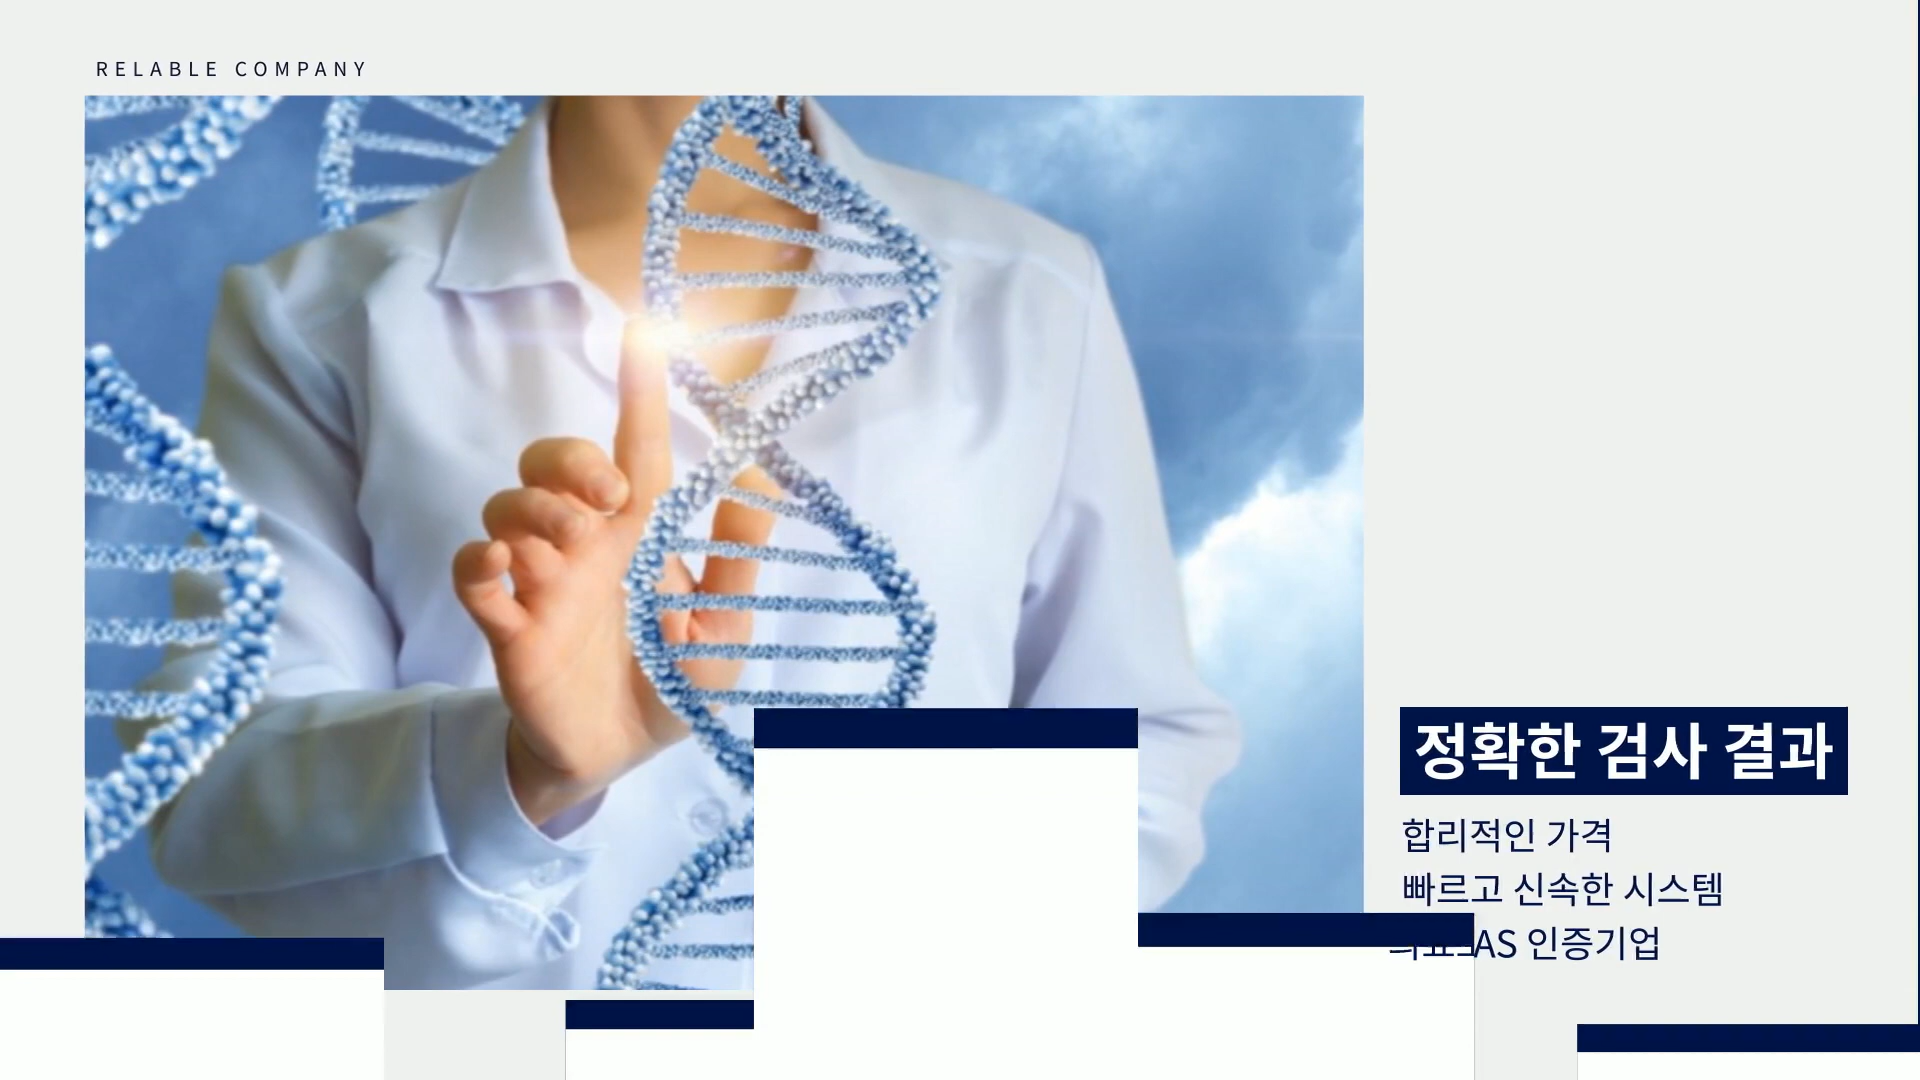 RELABLE COMPANY
정확한 검사 결과
합리적인 가격
빠르고 신속한 시스템
AS 인증기업